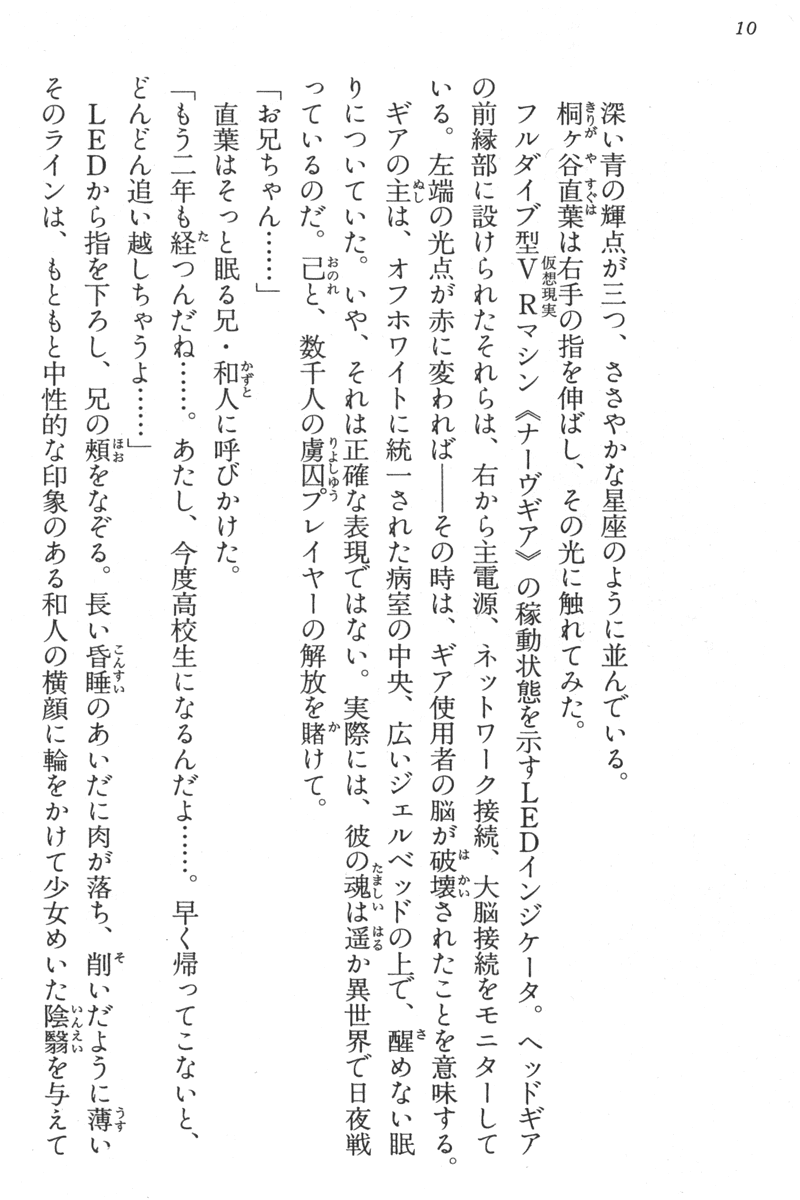 10
深い青の輝点が三つ、ささやかな星座のように並んでいる。
桐ヶ谷直葉は右手の指を伸ばし、その光に触れてみた。
フルダイブ型ＶＲマシン《ナーヴギア》の稼動状態を示すＬＥＤインジケータ。ヘッドギア
の前縁部に設けられたそれらは、右から主電源、ネットワーク接続、大脳接続をモニターして
いる。左端の光点が赤に変われば――その時は、ギア使用者の脳が破壊されたことを意味する。
ギアの主は、オフホワイトに統一された病室の中央、広いジェルベッドの上で、醒めない眠
りについていた。いや、それは正確な表現ではない。実際には、彼の魂は遥か異世界で日夜戦
っているのだ。己と、数千人の虜囚プレイヤーの解放を賭けて。
「お兄ちゃん……」
直葉はそっと眠る兄・和人に呼びかけた。
「もう二年も経つんだね……。あたし、今度高校生になるんだよ……。早く帰ってこないと、
どんどん追い越しちゃうよ……」
ＬＥＤから指を下ろし、兄の頬をなぞる。長い昏睡のあいだに肉が落ち、削いだように薄い
そのラインは、もともと中性的な印象のある和人の横顔に輪をかけて少女めいた陰翳を与えて